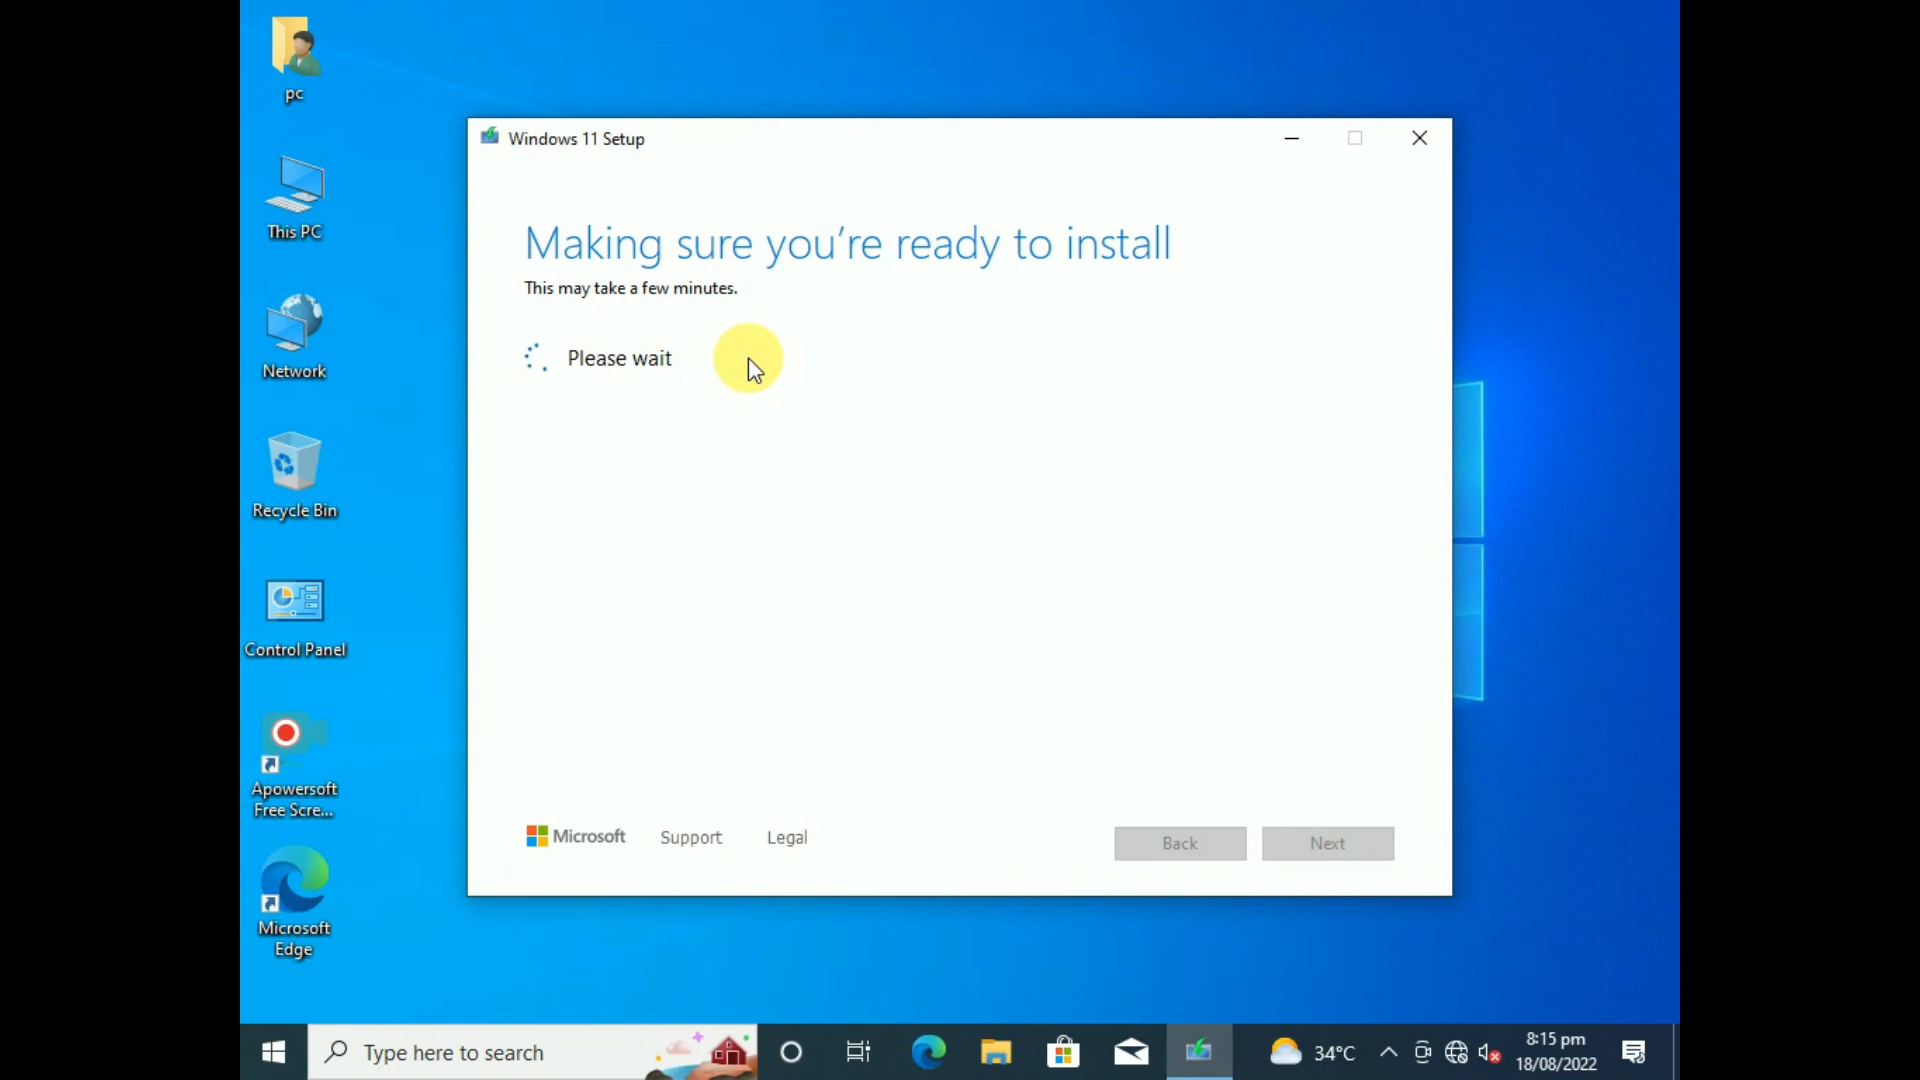 pc
This PC
Network
Recycle Bin
Control Panel
Apowersoft
Free Scre...
Microsoft
Edge
Windows 11 Setup
Making sure you're ready to install
This may take a few minutes.
Please wait
Microsoft Support Legal
Back Next
Type here to search
34°C
8:15 pm
18/08/2022